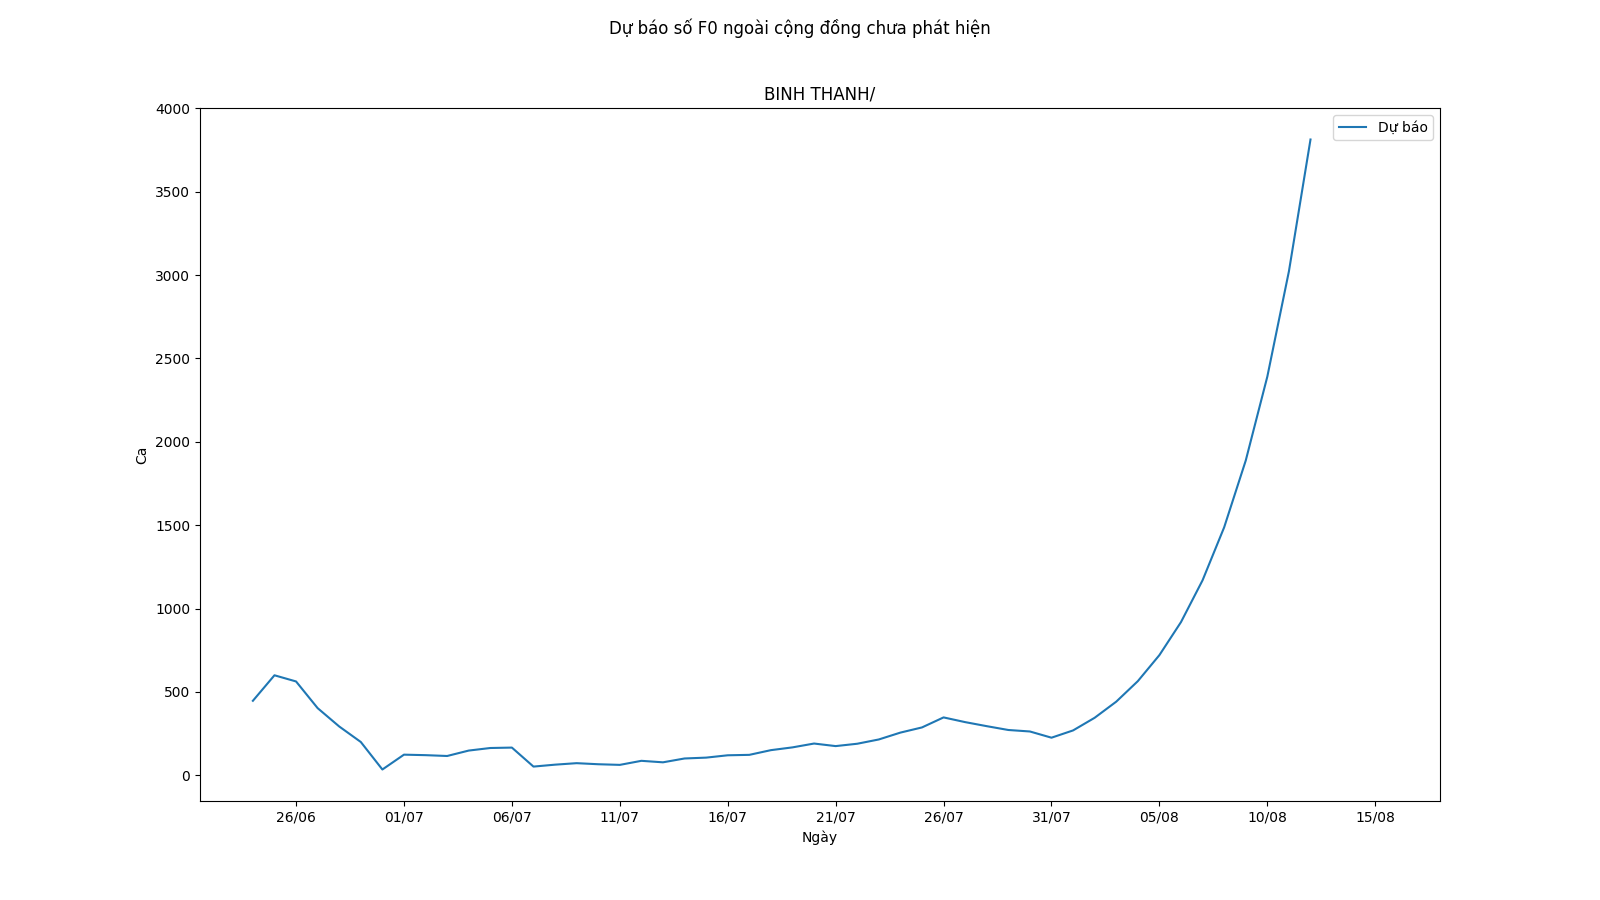 Dự báo số F0 ngoài cộng đồng chưa phát hiện
BINH THANH/
4000
3500
3000
2500
2000
1500
1000
500
0
Ca
Dự báo
26/06 01/07 06/07 11/07 16/07 21/07 26/07 31/07 05/08 10/08 15/08
Ngày